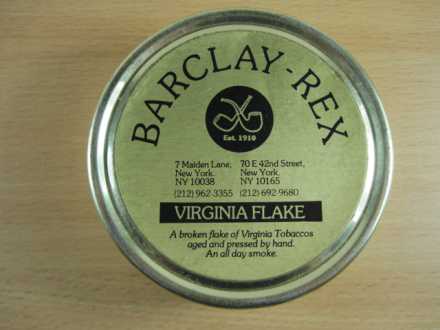 BARCLAY-REX
Est. 1910
7 Maiden Lane, 70 E 42nd Street,
New York. New York.
NY 10038 NY 10165
(212) 962-3355 (212) 692-9680
VIRGINIA FLAKE
A broken flake of Virginia Tobaccos
aged and pressed by hand.
An all day smoke.